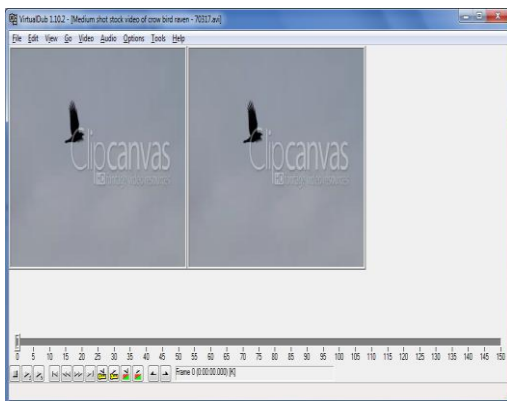 VirtualDub 1.10.2 - [Medium shot stock video of crow bird raven - 70317.avi]
File Edit View Go Video Audio Options Tools Help
Clipcanvas
Clipcanvas
0 5 10 15 20 25 30 35 40 45 50 55 60 65 70 75 80 85 90 95 100 105 110 115 120 125 130 135 140 145 150
Frame 0 (0:00:00.000) [K]